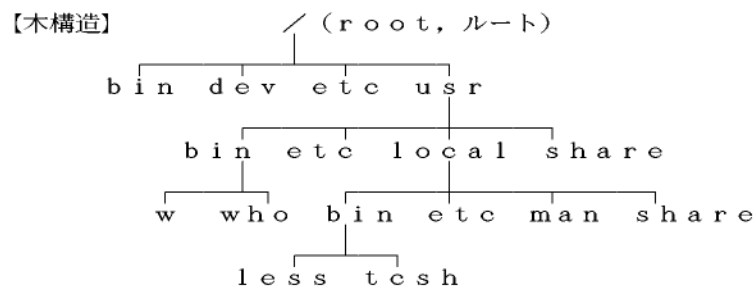 【木構造】 ／（ｒｏｏｔ，ルート）
ｂｉｎ ｄｅｖ ｅｔｃ ｕｓｒ
ｂｉｎ ｅｔｃ ｌｏｃａｌ ｓｈａｒｅ
ｗ ｗｈｏ ｂｉｎ ｅｔｃ ｍａｎ ｓｈａｒｅ
ｌｅｓｓ ｔｃｓｈ